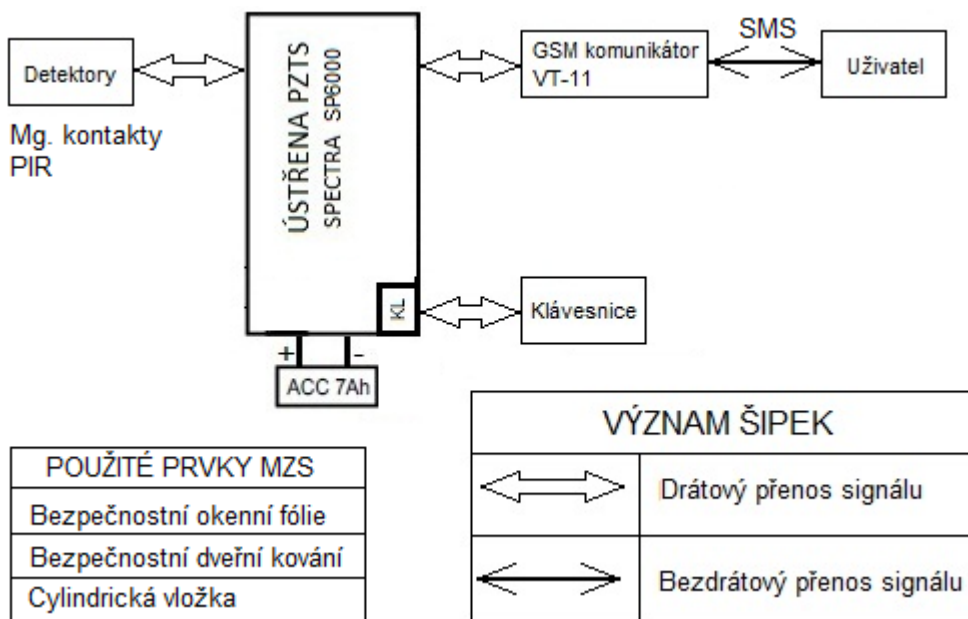 Detektory
Mg. kontakty
PIR
ÚSTŘENA PZTS
SPECTRA SP6000
GSM komunikátor
VT-11
SMS
Uživatel
KL
Klávesnice
+ -
ACC 7Ah
POUŽITÉ PRVKY MZS
Bezpečnostní okenní fólie
Bezpečnostní dveřní kování
Cylindrická vložka
VÝZNAM ŠIPEK
Drátový přenos signálu
Bezdrátový přenos signálu